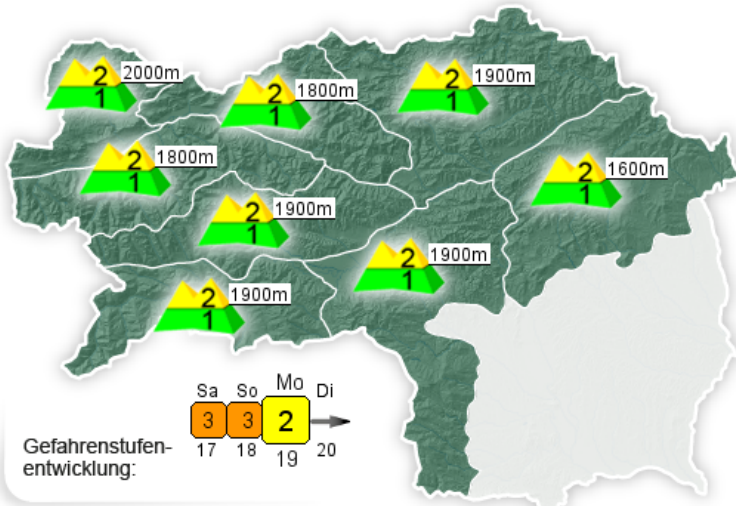 2 2000m
1
2 1800m
1
2 1900m
1
2 1800m
1
2 1600m
1
2 1900m
1
2 1900m
1
2 1900m
1
Sa So Mo Di
3 3 2
17 18 19 20
Gefahrenstufen-
entwicklung: